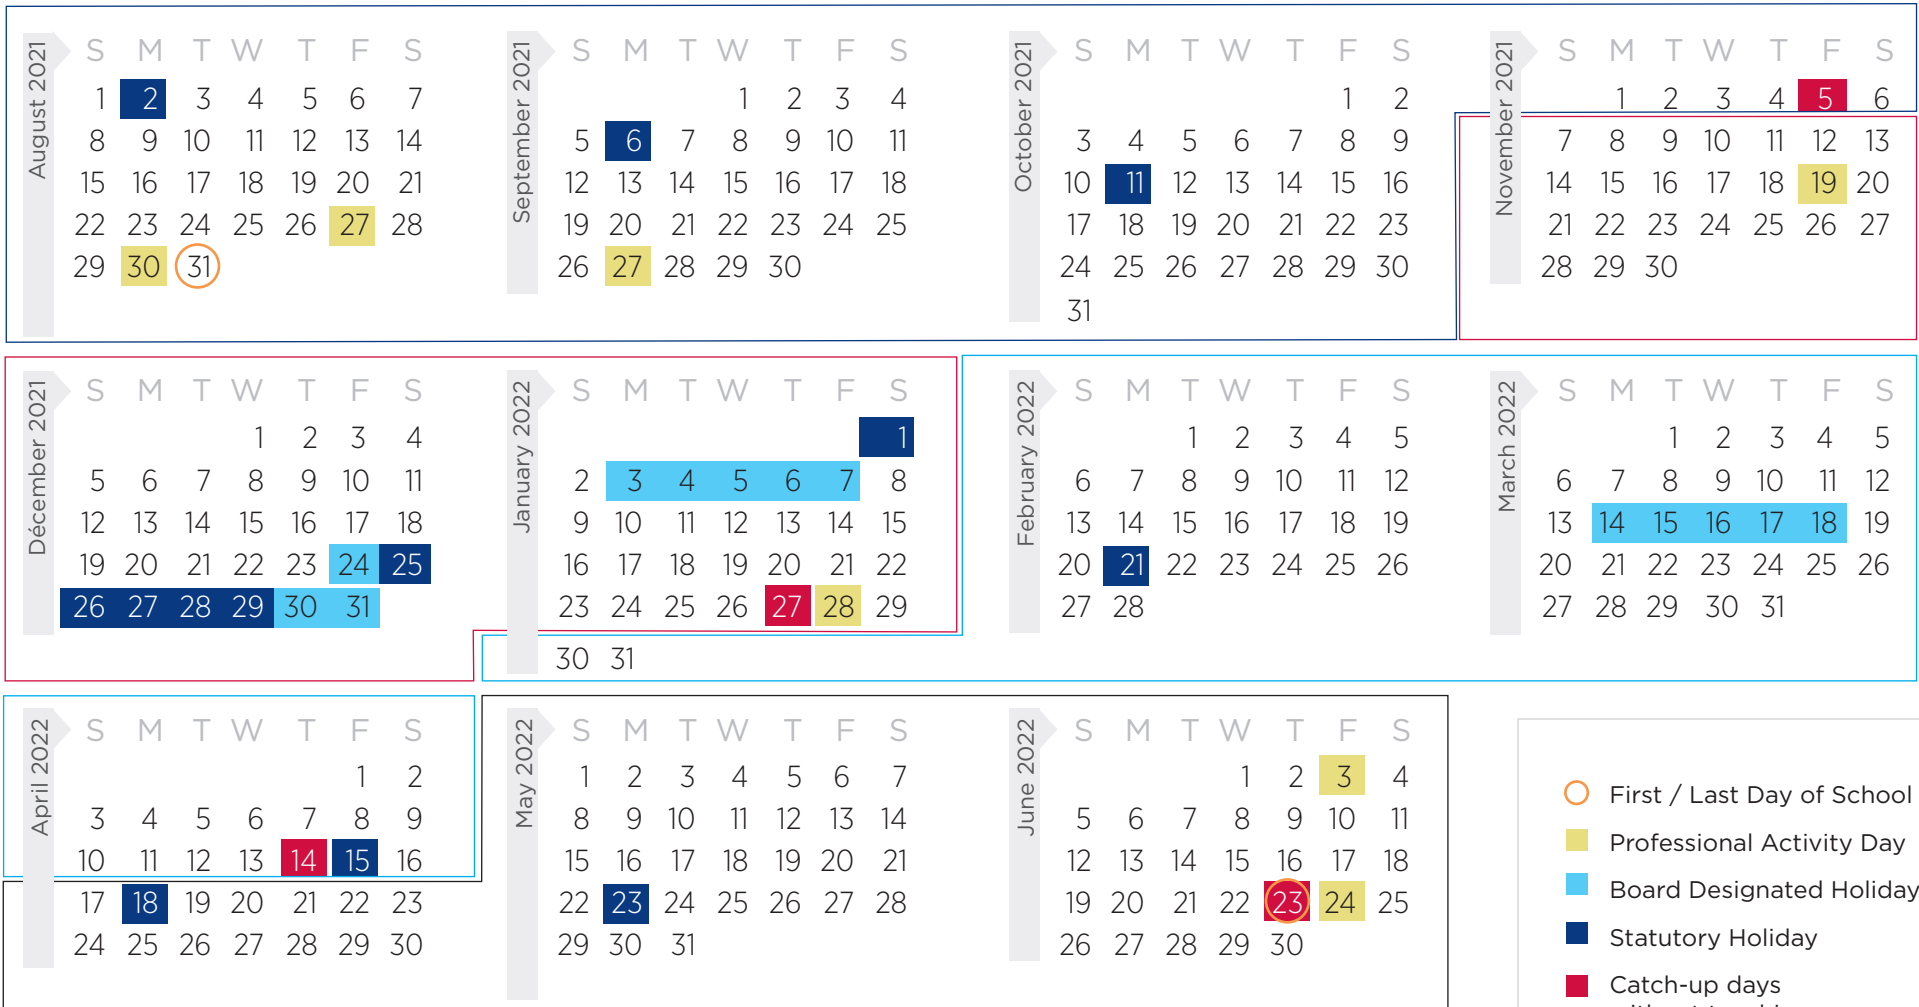 August 2021
S M T W T F S
1 2 3 4 5 6 7
8 9 10 11 12 13 14
15 16 17 18 19 20 21
22 23 24 25 26 27 28
29 30 31
September 2021
S M T W T F S
1 2 3 4
5 6 7 8 9 10 11
12 13 14 15 16 17 18
19 20 21 22 23 24 25
26 27 28 29 30
October 2021
S M T W T F S
1 2
3 4 5 6 7 8 9
10 11 12 13 14 15 16
17 18 19 20 21 22 23
24 25 26 27 28 29 30
31
November 2021
S M T W T F S
1 2 3 4 5 6
7 8 9 10 11 12 13
14 15 16 17 18 19 20
21 22 23 24 25 26 27
28 29 30
Décember 2021
S M T W T F S
1 2 3 4
5 6 7 8 9 10 11
12 13 14 15 16 17 18
19 20 21 22 23 24 25
26 27 28 29 30 31
January 2022
S M T W T F S
1
2 3 4 5 6 7 8
9 10 11 12 13 14 15
16 17 18 19 20 21 22
23 24 25 26 27 28 29
30 31
February 2022
S M T W T F S
1 2 3 4 5
6 7 8 9 10 11 12
13 14 15 16 17 18 19
20 21 22 23 24 25 26
27 28
March 2022
S M T W T F S
1 2 3 4 5
6 7 8 9 10 11 12
13 14 15 16 17 18 19
20 21 22 23 24 25 26
27 28 29 30 31
April 2022
S M T W T F S
1 2
3 4 5 6 7 8 9
10 11 12 13 14 15 16
17 18 19 20 21 22 23
24 25 26 27 28 29 30
May 2022
S M T W T F S
1 2 3 4 5 6 7
8 9 10 11 12 13 14
15 16 17 18 19 20 21
22 23 24 25 26 27 28
29 30 31
June 2022
S M T W T F S
1 2 3 4
5 6 7 8 9 10 11
12 13 14 15 16 17 18
19 20 21 22 23 24 25
26 27 28 29 30
First / Last Day of School
Professional Activity Day
Board Designated Holiday
Statutory Holiday
Catch-up days